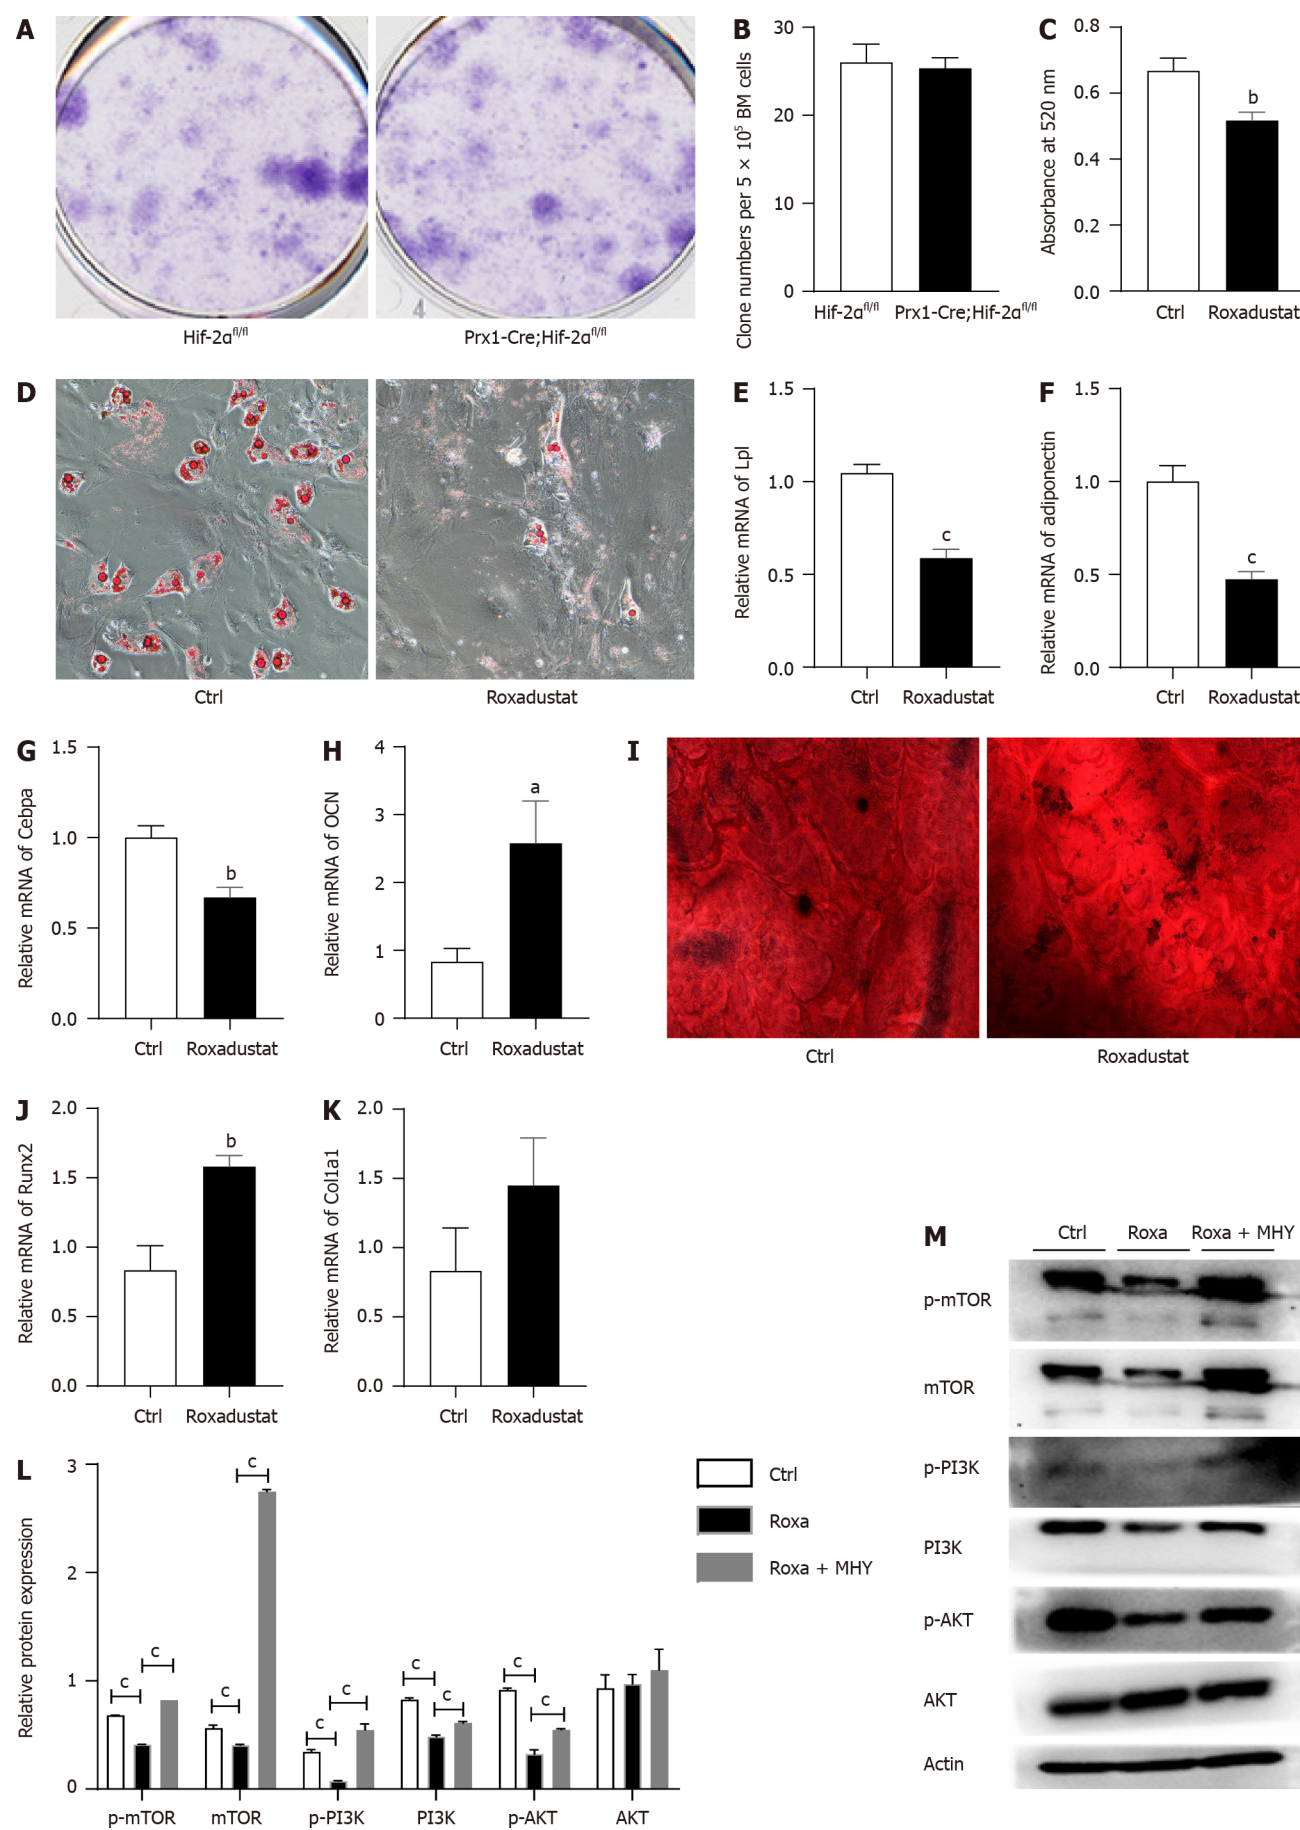 A
4
Hif-2α^fl/fl
Prx1-Cre;Hif-2α^fl/fl
B
Clone numbers per 5 × 10⁵ BM cells
30
20
10
0
Hif-2α^fl/fl
Prx1-Cre;Hif-2α^fl/fl
C
Absorbance at 520 nm
0.8
0.6
0.4
0.2
0.0
b
Ctrl
Roxadustat
D
Ctrl
Roxadustat
E
Relative mRNA of Lpl
1.5
1.0
0.5
0.0
c
Ctrl
Roxadustat
F
Relative mRNA of adiponectin
1.5
1.0
0.5
0.0
c
Ctrl
Roxadustat
G
Relative mRNA of Cebpa
1.5
1.0
0.5
0.0
b
Ctrl
Roxadustat
H
Relative mRNA of OCN
4
3
2
1
0
a
Ctrl
Roxadustat
I
Ctrl
Roxadustat
J
Relative mRNA of Runx2
2.0
1.5
1.0
0.5
0.0
b
Ctrl
Roxadustat
K
Relative mRNA of Col1a1
2.0
1.5
1.0
0.5
0.0
Ctrl
Roxadustat
L
Relative protein expression
3
2
1
0
c
c
c
c
c
c
c
c
c
c
p-mTOR
mTOR
p-PI3K
PI3K
p-AKT
AKT
Ctrl
Roxa
Roxa + MHY
M
Ctrl
Roxa
Roxa + MHY
p-mTOR
mTOR
p-PI3K
PI3K
p-AKT
AKT
Actin